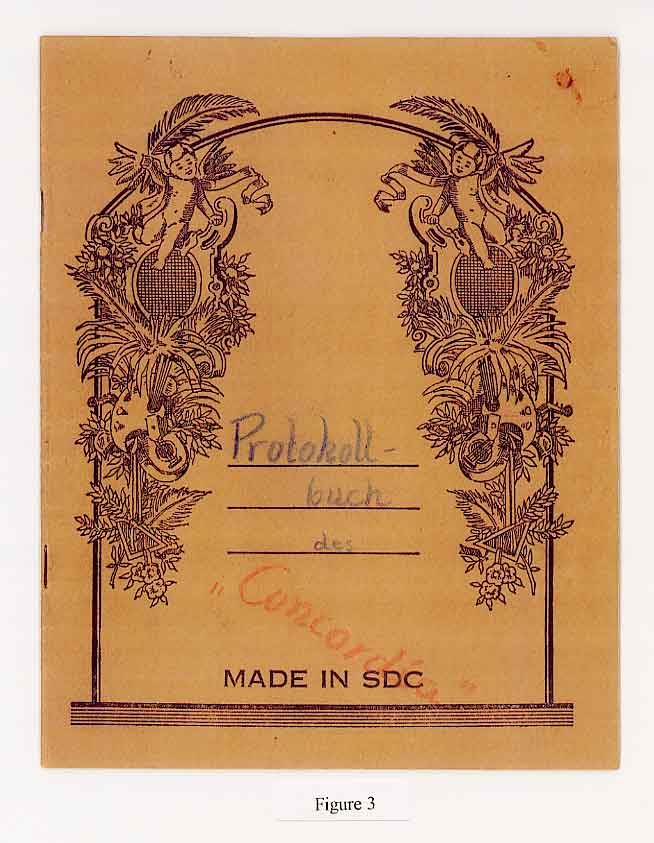 Protokoll-
buch
des
"Concordia"
MADE IN SDC
Figure 3